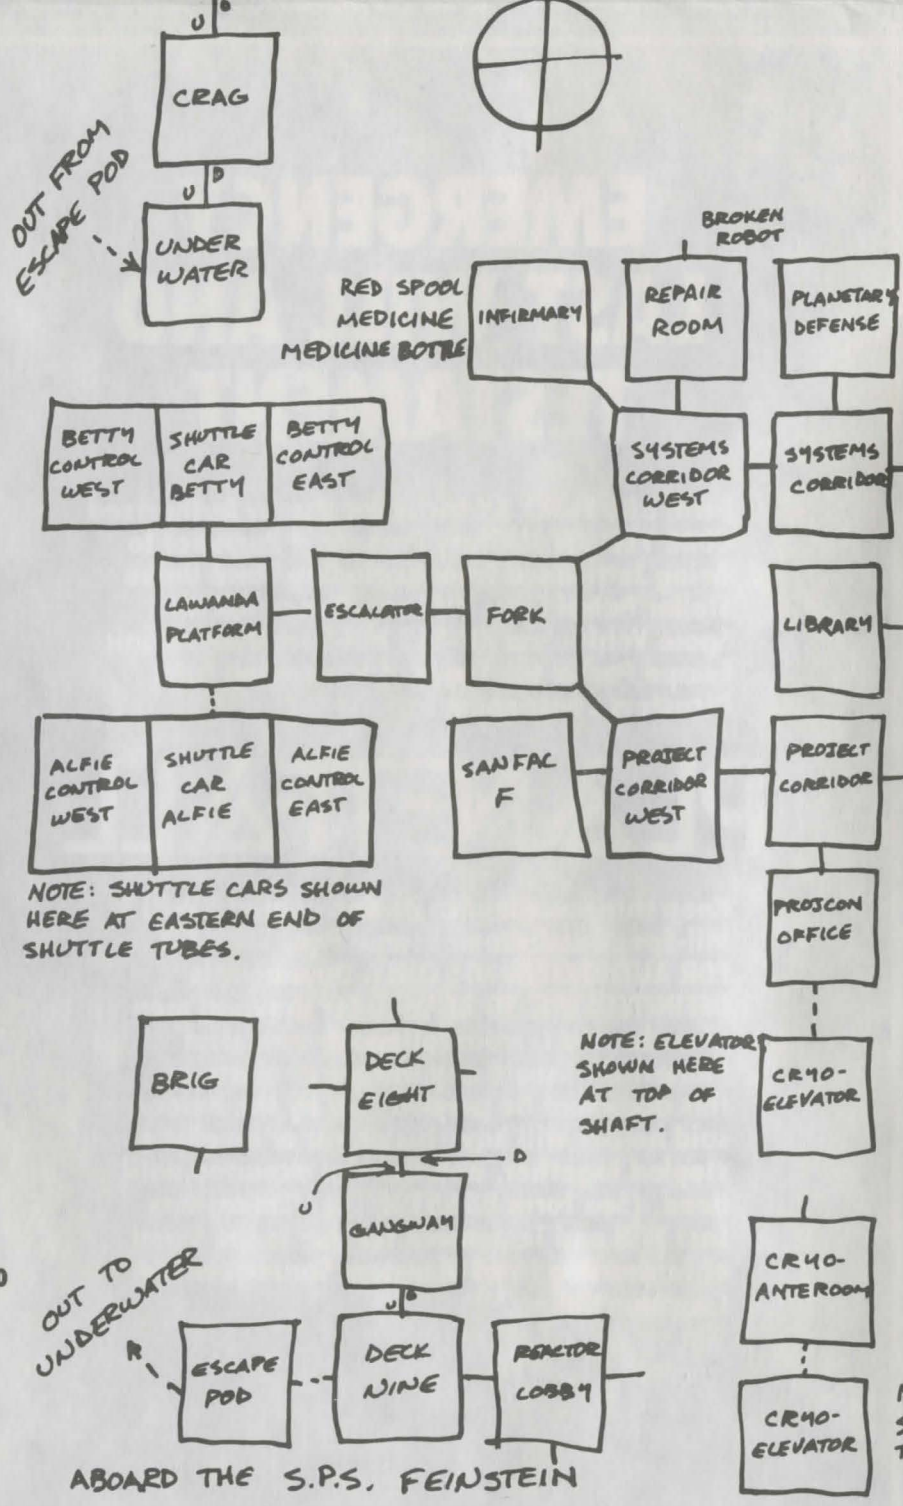 U D
CRAG
U D
OUT FROM
ESCAPE POD
UNDER
WATER
BROKEN
ROBOT
RED SPOOL
MEDICINE
MEDICINE BOTTLE
INFIRMARY
REPAIR
ROOM
PLANETARY
DEFENSE
BETTY
CONTROL
WEST
SHUTTLE
CAR
BETTY
BETTY
CONTROL
EAST
SYSTEMS
CORRIDOR
WEST
SYSTEMS
CORRIDOR
LAWANDA
PLATFORM
ESCALATOR
FORK
LIBRARY
ALFIE
CONTROL
WEST
SHUTTLE
CAR
ALFIE
ALFIE
CONTROL
EAST
SANFAC
F
PROJECT
CORRIDOR
WEST
PROJECT
CORRIDOR
NOTE: SHUTTLE CARS SHOWN
HERE AT EASTERN END OF
SHUTTLE TUBES.
PROJCON
OFFICE
BRIG
DECK
EIGHT
NOTE: ELEVATOR
SHOWN HERE
AT TOP OF
SHAFT.
CRYO-
ELEVATOR
D
U
GANGWAY
U D
OUT TO
UNDERWATER
CRYO-
ANTEROOM
ESCAPE
POD
DECK
NINE
REACTOR
LOBBY
CRYO-
ELEVATOR
ABOARD THE S.P.S. FEINSTEIN